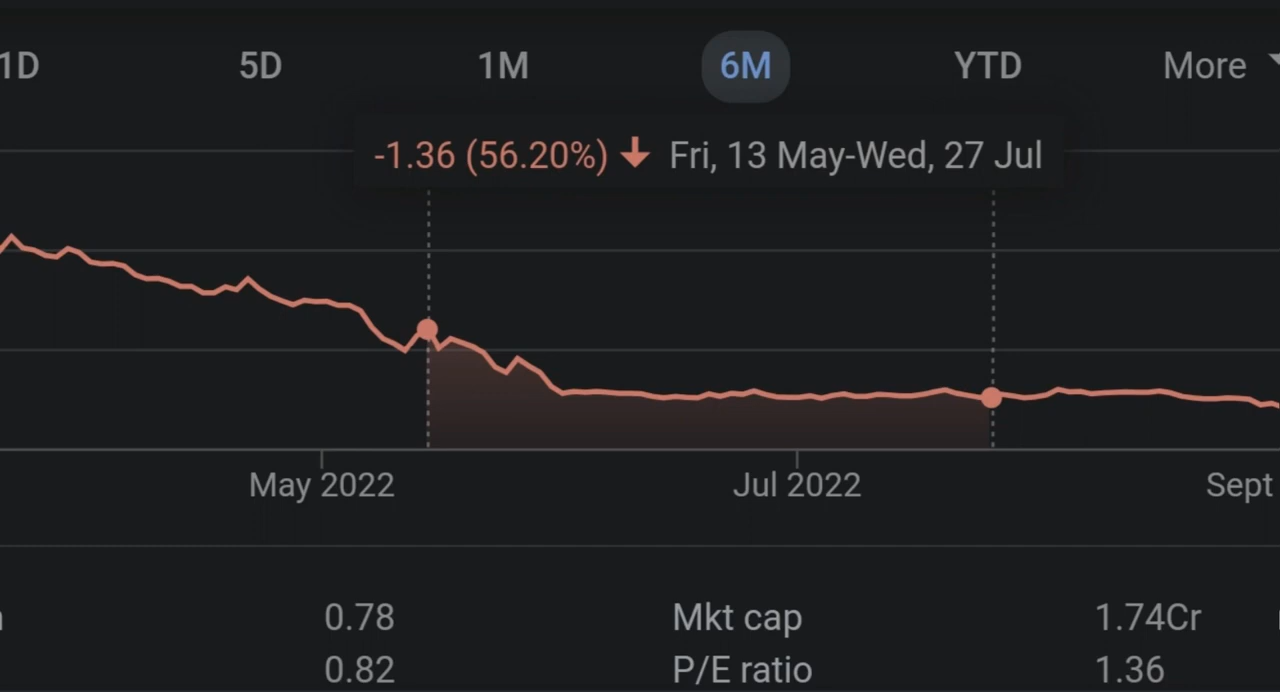 1D 5D 1M 6M YTD More
-1.36 (56.20%) Fri, 13 May-Wed, 27 Jul
May 2022 Jul 2022 Sept
0.78 Mkt cap 1.74Cr
0.82 P/E ratio 1.36